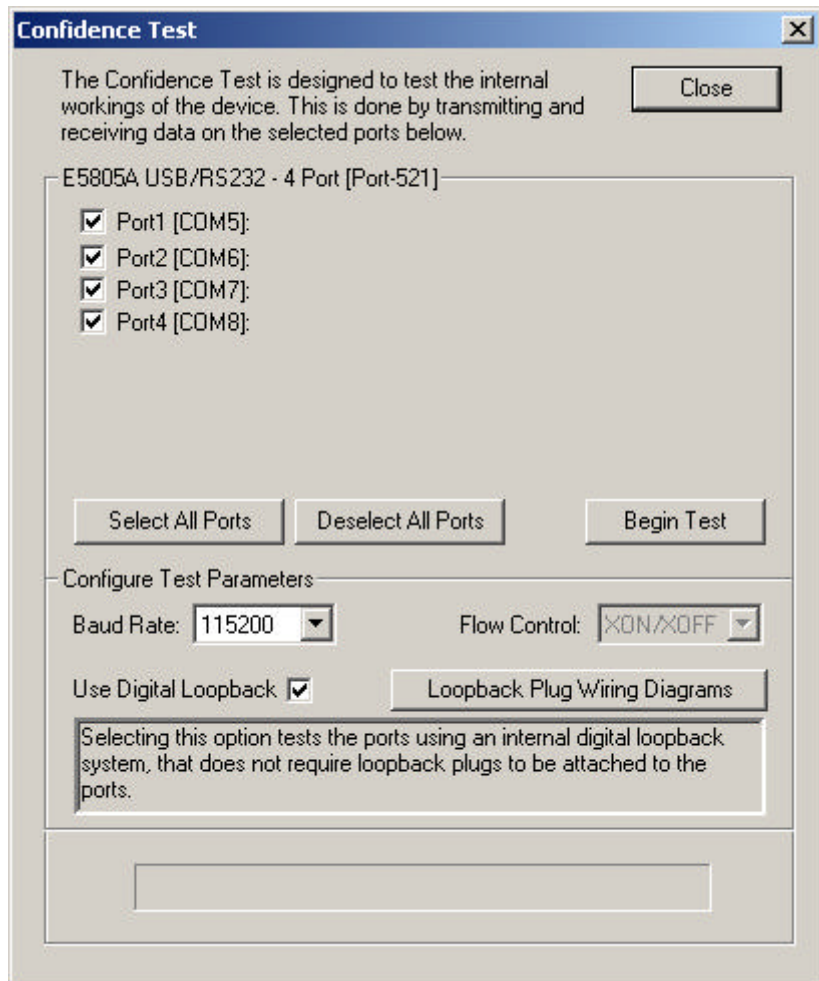 Confidence Test
The Confidence Test is designed to test the internal
workings of the device. This is done by transmitting and
receiving data on the selected ports below.
Close
E5805A USB/RS232 - 4 Port [Port-521]
Port1 [COM5]:
Port2 [COM6]:
Port3 [COM7]:
Port4 [COM8]:
Select All Ports
Deselect All Ports
Begin Test
Configure Test Parameters
Baud Rate: 115200
Flow Control: XON/XOFF
Use Digital Loopback
Loopback Plug Wiring Diagrams
Selecting this option tests the ports using an internal digital loopback
system, that does not require loopback plugs to be attached to the
ports.